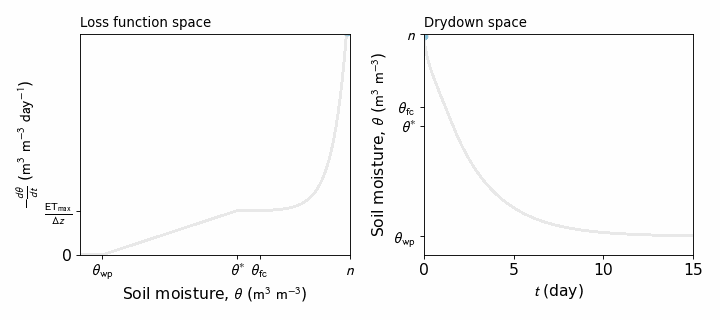 Loss function space
−dθ/dt (m³ m⁻³ day⁻¹)
ETmax/Δz
0
θwp θ* θfc n
Soil moisture, θ (m³ m⁻³)
Drydown space
Soil moisture, θ (m³ m⁻³)
n
θfc
θ*
θwp
0 5 10 15
t (day)